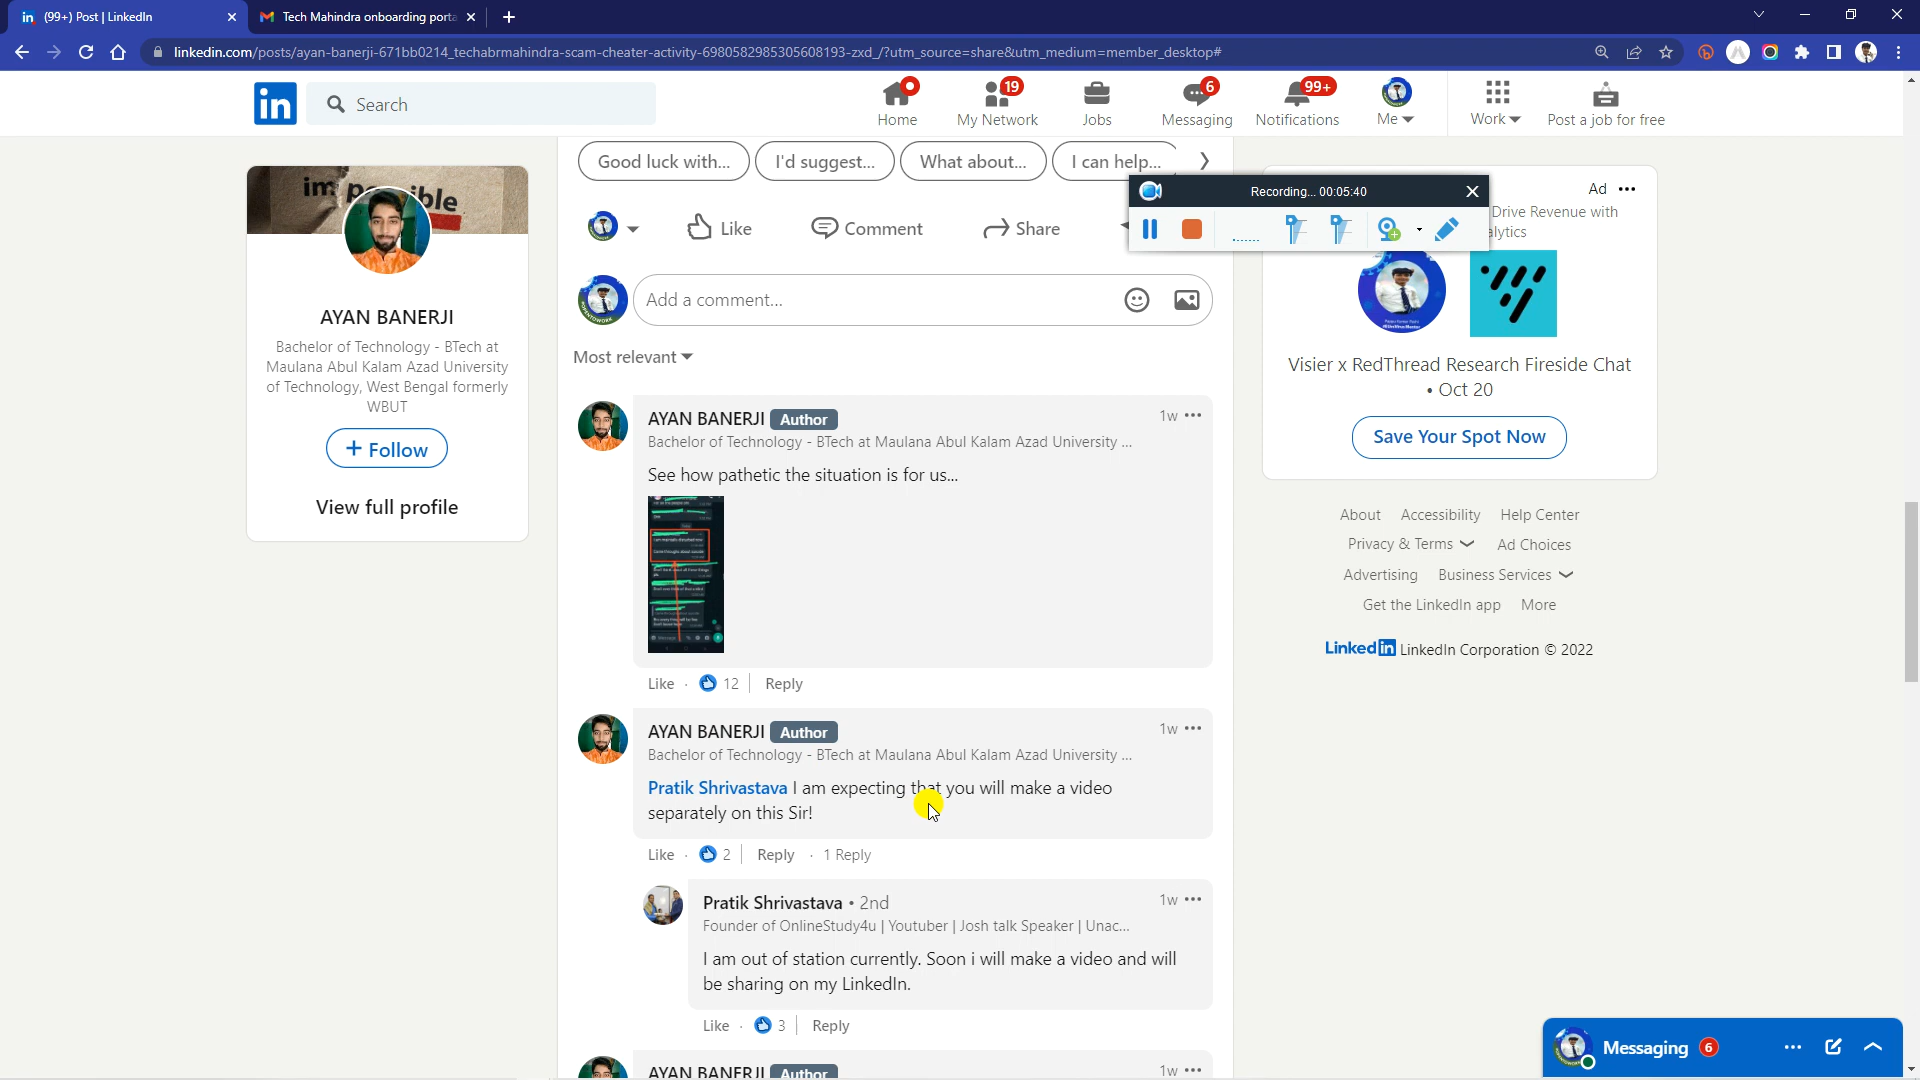 (99+) Post | LinkedIn
Tech Mahindra onboarding porta
linkedin.com/posts/ayan-banerji-671bb0214_techabrmahindra-scam-cheater-activity-6980582985305608193-zxd_/?utm_source=share&utm_medium=member_desktop#
in
Search
Home
19
My Network
Jobs
6
Messaging
99+
Notifications
Me
Work
Post a job for free
Good luck with...
I'd suggest...
What about...
I can help...
Recording... 00:05:40
Ad
Drive Revenue with
alytics
Like
Comment
Share
Add a comment...
Most relevant
AYAN BANERJI
Bachelor of Technology - BTech at
Maulana Abul Kalam Azad University
of Technology, West Bengal formerly
WBUT
+ Follow
View full profile
AYAN BANERJI Author
1w
Bachelor of Technology - BTech at Maulana Abul Kalam Azad University ...
See how pathetic the situation is for us...
Like
12
Reply
AYAN BANERJI Author
1w
Bachelor of Technology - BTech at Maulana Abul Kalam Azad University ...
Pratik Shrivastava I am expecting that you will make a video
separately on this Sir!
Like
2
Reply
1 Reply
Pratik Shrivastava • 2nd
1w
Founder of OnlineStudy4u | Youtuber | Josh talk Speaker | Unac...
I am out of station currently. Soon i will make a video and will
be sharing on my LinkedIn.
Like
3
Reply
AYAN BANERJI Author
1w
Visier x RedThread Research Fireside Chat
• Oct 20
Save Your Spot Now
About
Accessibility
Help Center
Privacy & Terms
Ad Choices
Advertising
Business Services
Get the LinkedIn app
More
LinkedIn LinkedIn Corporation © 2022
Messaging 6